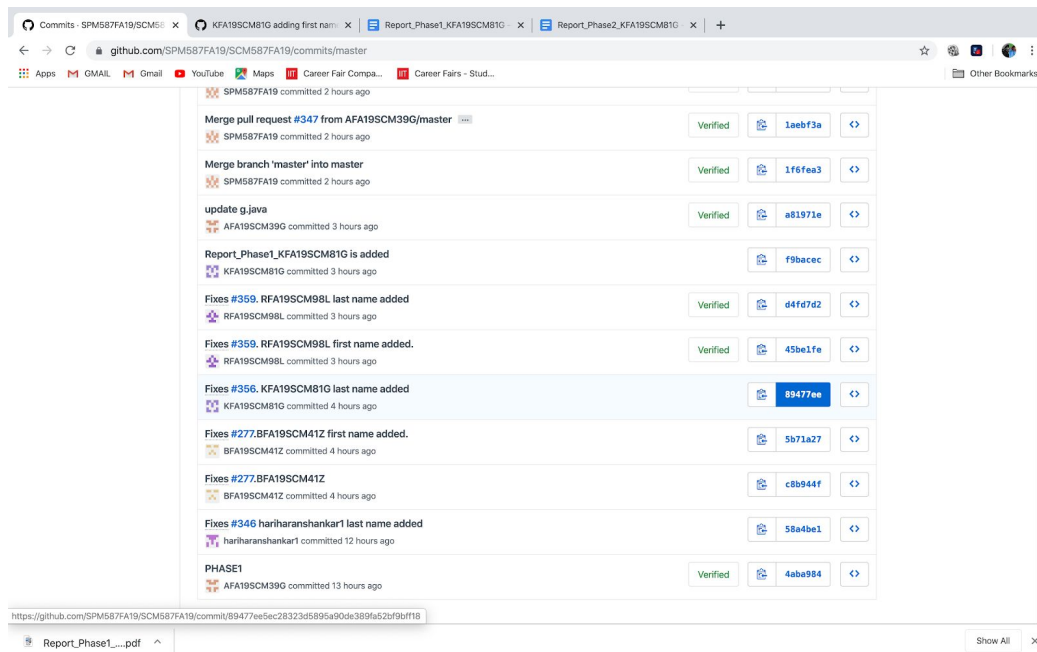 Commits · SPM587FA19/SCM58
KFA19SCM81G adding first nam
Report_Phase1_KFA19SCM81G -
Report_Phase2_KFA19SCM81G -
github.com/SPM587FA19/SCM587FA19/commits/master
Apps GMAIL Gmail YouTube Maps Career Fair Compa... Career Fairs - Stud... Other Bookmarks
SPM587FA19 committed 2 hours ago
Merge pull request #347 from AFA19SCM39G/master ... Verified 1aebf3a
SPM587FA19 committed 2 hours ago
Merge branch 'master' into master Verified 1f6fea3
SPM587FA19 committed 2 hours ago
update g.java Verified a81971e
AFA19SCM39G committed 3 hours ago
Report_Phase1_KFA19SCM81G is added f9bacec
KFA19SCM81G committed 3 hours ago
Fixes #359. RFA19SCM98L last name added Verified d4fd7d2
RFA19SCM98L committed 3 hours ago
Fixes #359. RFA19SCM98L first name added. Verified 45be1fe
RFA19SCM98L committed 3 hours ago
Fixes #356. KFA19SCM81G last name added 89477ee
KFA19SCM81G committed 4 hours ago
Fixes #277.BFA19SCM41Z first name added. 5b71a27
BFA19SCM41Z committed 4 hours ago
Fixes #277.BFA19SCM41Z c8b944f
BFA19SCM41Z committed 4 hours ago
Fixes #346 hariharanshankar1 last name added 58a4be1
hariharanshankar1 committed 12 hours ago
PHASE1 Verified 4aba984
AFA19SCM39G committed 13 hours ago
https://github.com/SPM587FA19/SCM587FA19/commit/89477ee5ec28323d5895a90de389fa52bf9bff18
Report_Phase1_....pdf Show All